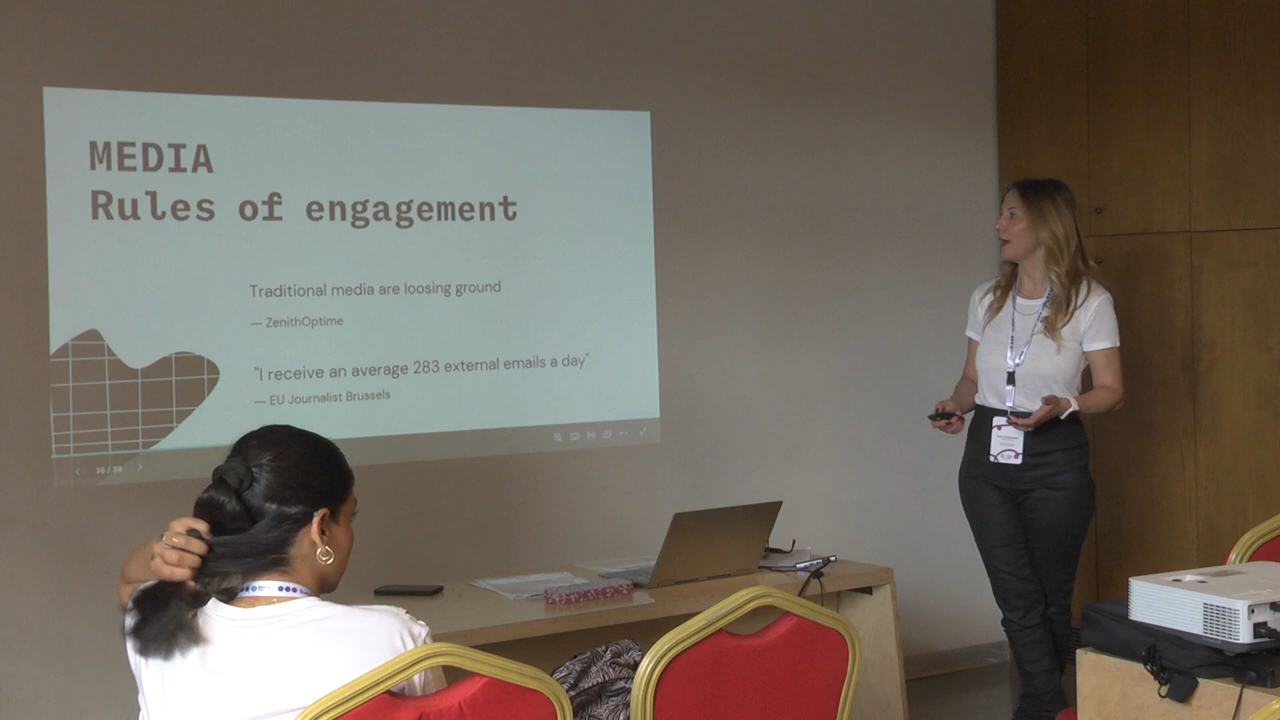 MEDIA
Rules of engagement
Traditional media are loosing ground
— ZenithOptime
"I receive an average 283 external emails a day"
— EU Journalist Brussels